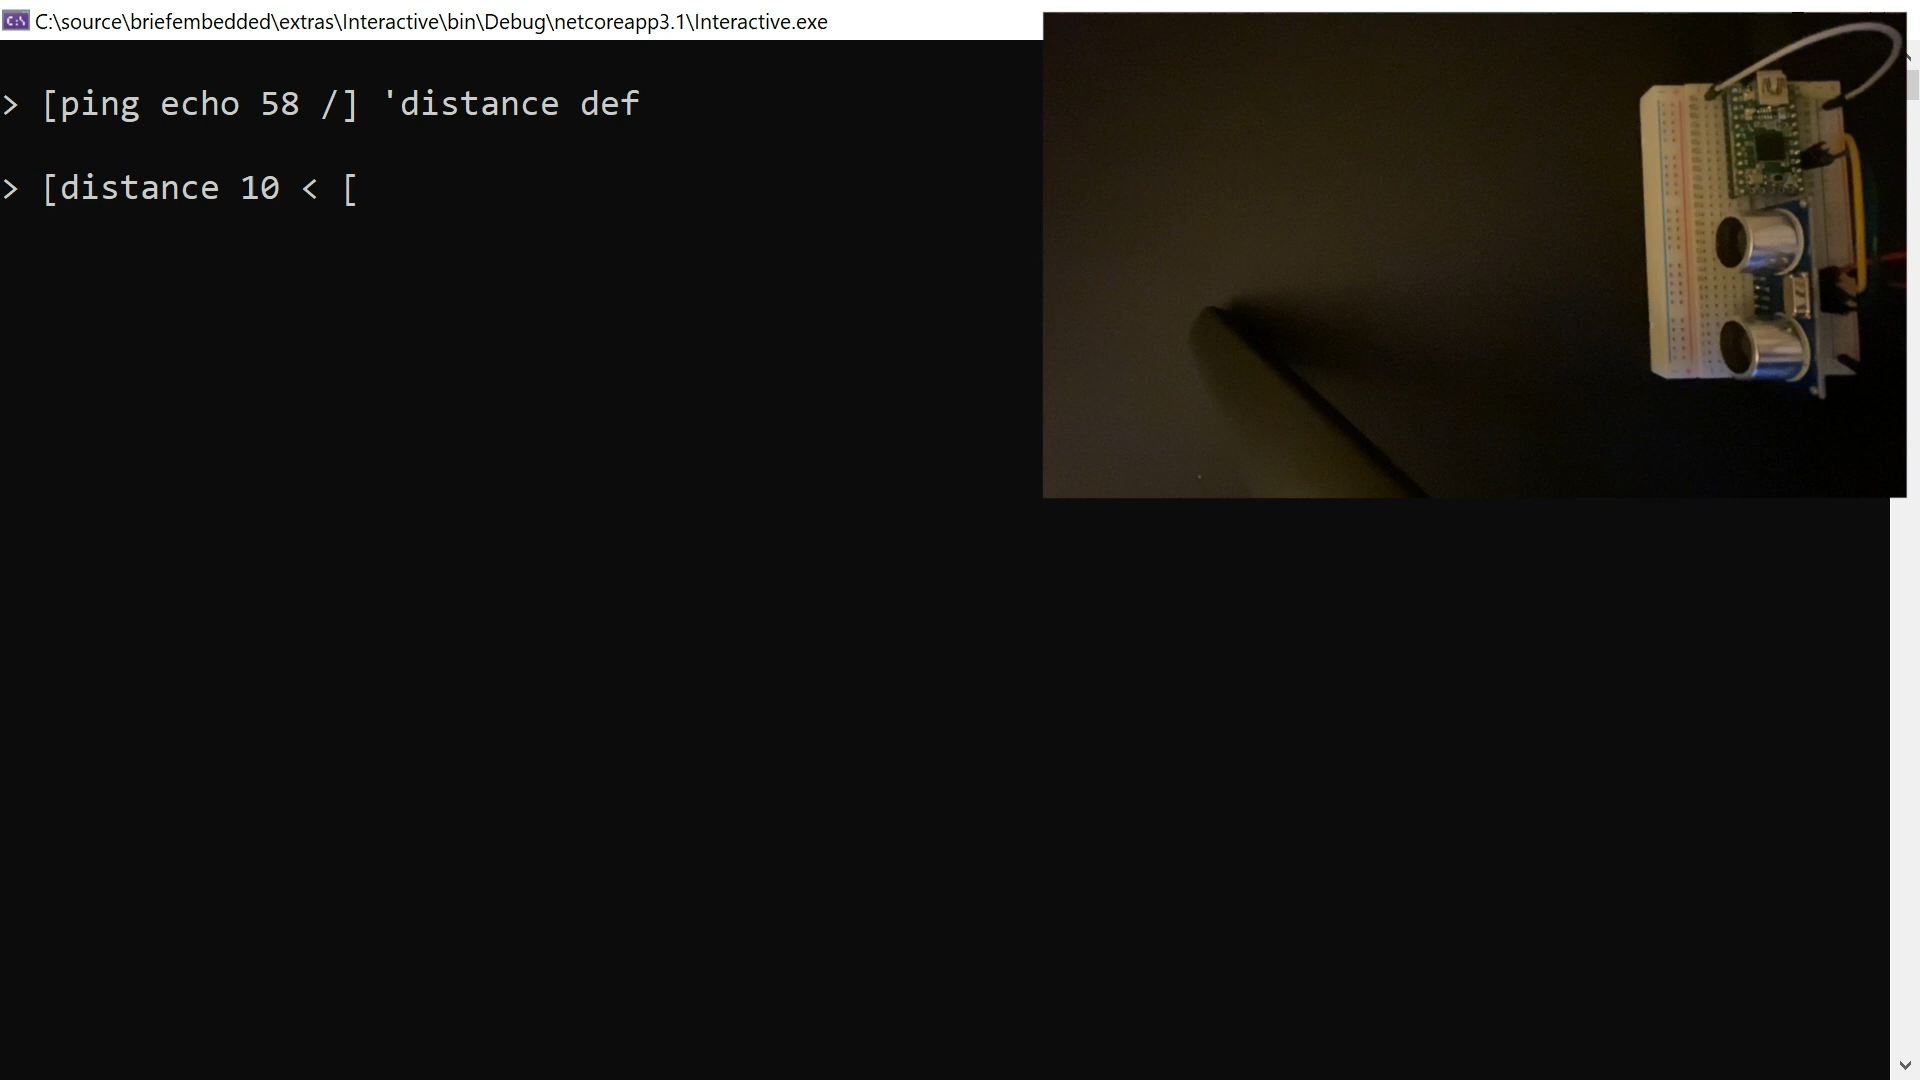 C:\source\briefembedded\extras\Interactive\bin\Debug\netcoreapp3.1\Interactive.exe
> [ping echo 58 /] 'distance def
> [distance 10 < [